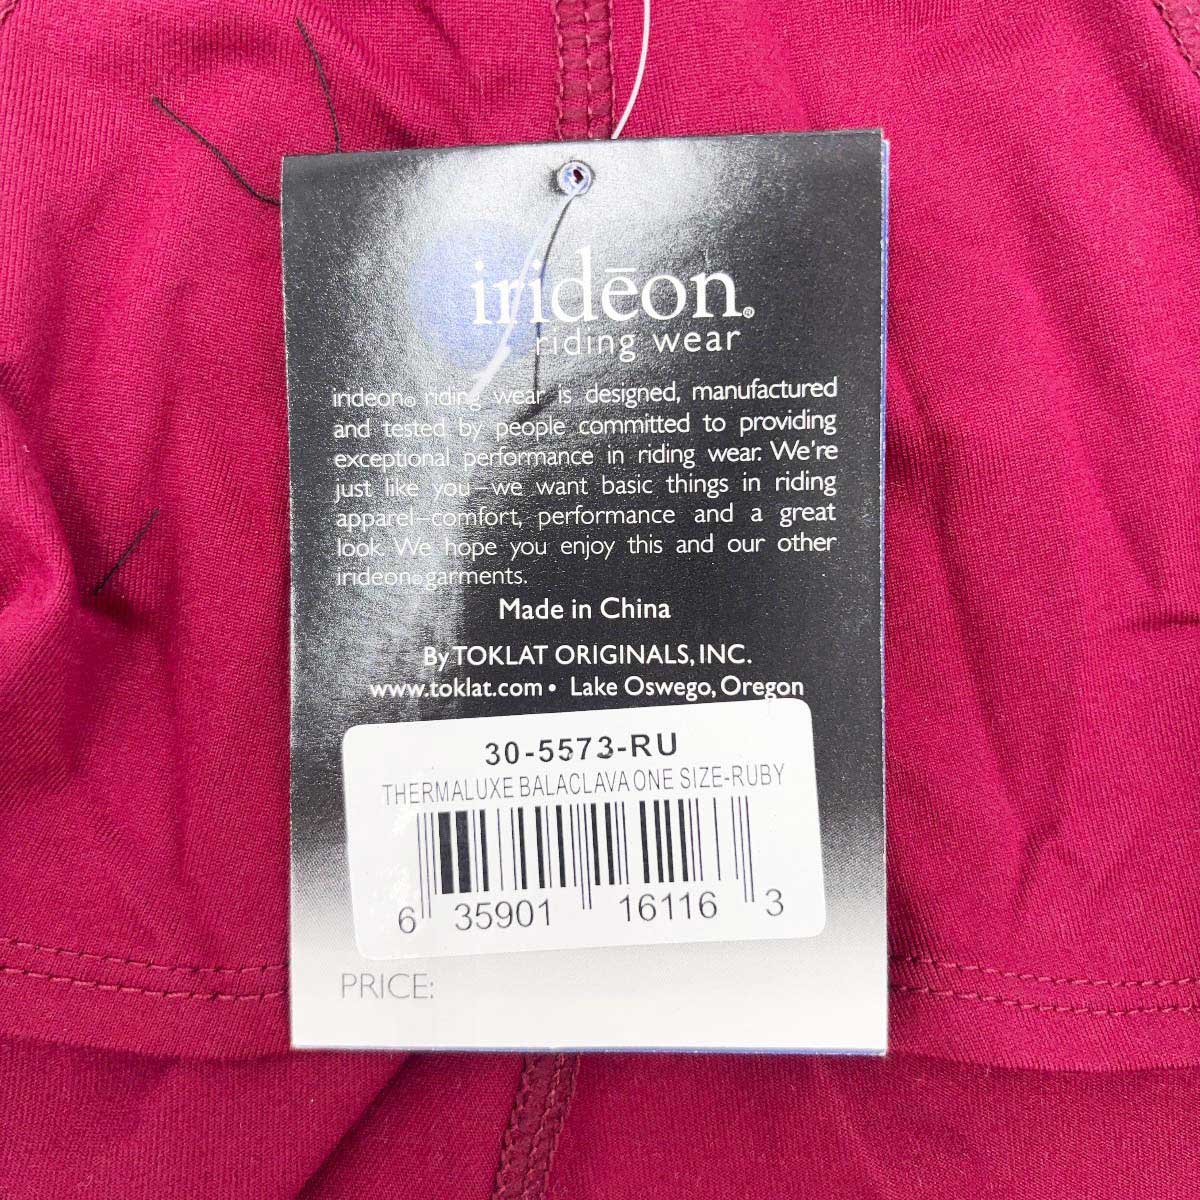 iridēon®
riding wear
irideon® riding wear is designed, manufactured
and tested by people committed to providing
exceptional performance in riding wear. We're
just like you—we want basic things in riding
apparel—comfort, performance and a great
look. We hope you enjoy this and our other
irideon® garments.
Made in China
By TOKLAT ORIGINALS, INC.
www.toklat.com • Lake Oswego, Oregon
30-5573-RU
THERMALUXE BALACLAVA ONE SIZE-RUBY
6 35901 16116 3
PRICE: